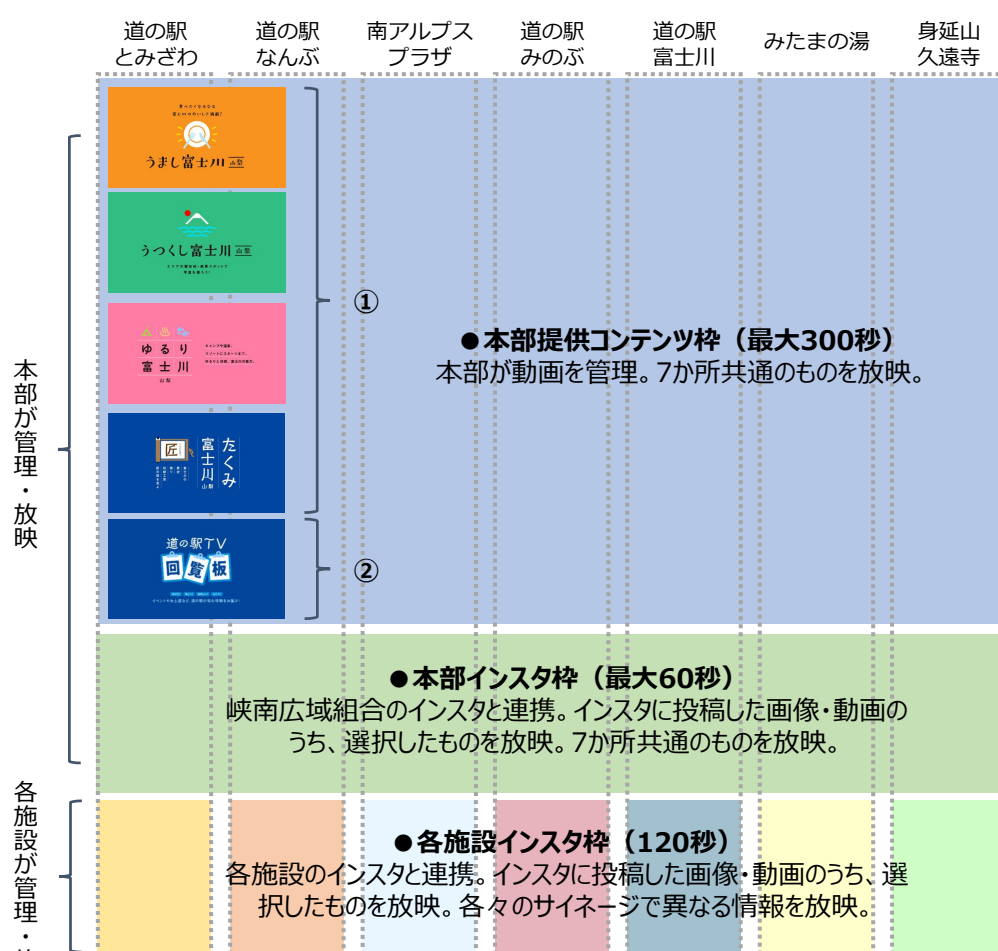 道の駅
とみざわ
道の駅
なんぶ
南アルプス
プラザ
道の駅
みのぶ
道の駅
富士川
みたまの湯
身延山
久遠寺
本部が管理・放映
うまし富士川 山梨
うつくし富士川 山梨
ゆるり
富士川
山梨
たくみ
富士川
山梨
匠
①
道の駅TV
回覧板
②
●本部提供コンテンツ枠（最大300秒）
本部が動画を管理。7か所共通のものを放映。
●本部インスタ枠（最大60秒）
峡南広域組合のインスタと連携。インスタに投稿した画像・動画の
うち、選択したものを放映。7か所共通のものを放映。
各施設が管理・
●各施設インスタ枠（120秒）
各施設のインスタと連携。インスタに投稿した画像・動画のうち、選
択したものを放映。各々のサイネージで異なる情報を放映。